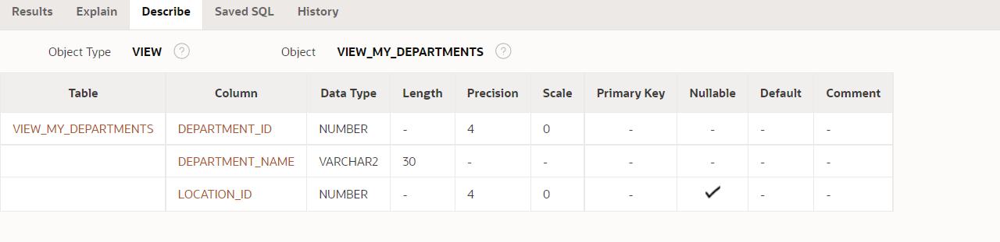 Results Explain Describe Saved SQL History
Object Type VIEW ? Object VIEW_MY_DEPARTMENTS ?
Table Column Data Type Length Precision Scale Primary Key Nullable Default Comment
VIEW_MY_DEPARTMENTS DEPARTMENT_ID NUMBER - 4 0 - - - -
DEPARTMENT_NAME VARCHAR2 30 - - - - - -
LOCATION_ID NUMBER - 4 0 - ✓ - -